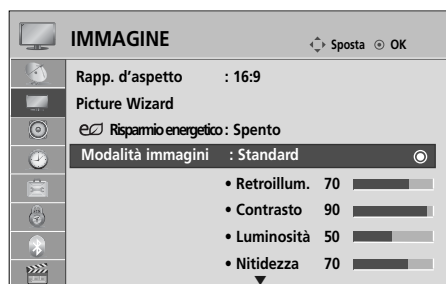 IMMAGINE
Sposta OK
Rapp. d'aspetto : 16:9
Picture Wizard
Risparmio energetico : Spento
Modalità immagini : Standard
• Retroillum. 70
• Contrasto 90
• Luminosità 50
• Nitidezza 70